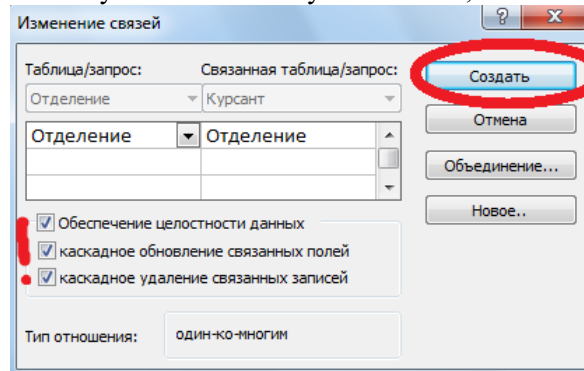 Изменение связей
Таблица/запрос: Связанная таблица/запрос:
Отделение Курсант
Отделение Отделение
Обеспечение целостности данных
каскадное обновление связанных полей
каскадное удаление связанных записей
Тип отношения: один-ко-многим
Создать
Отмена
Объединение...
Новое..